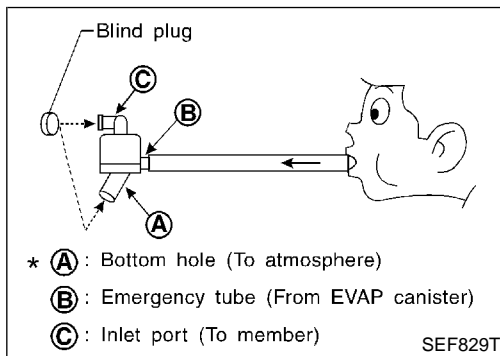 Blind plug
C
B
A
* A : Bottom hole (To atmosphere)
B : Emergency tube (From EVAP canister)
C : Inlet port (To member)
SEF829T